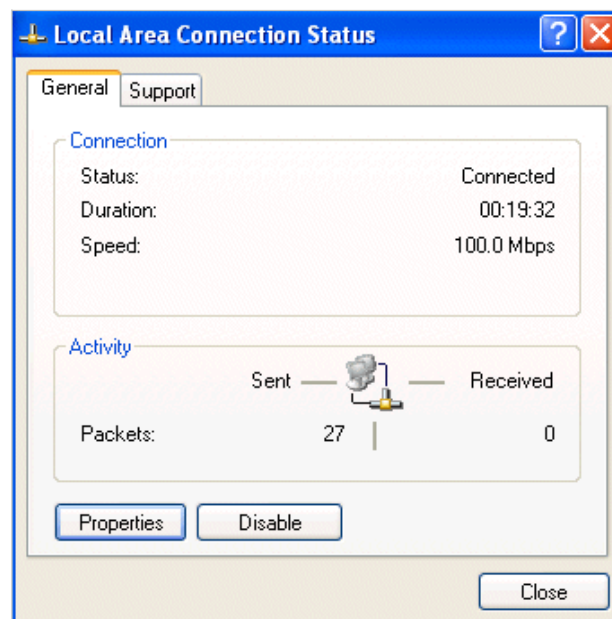 Local Area Connection Status
General Support
Connection
Status: Connected
Duration: 00:19:32
Speed: 100.0 Mbps
Activity
Sent Received
Packets: 27 0
Properties Disable
Close